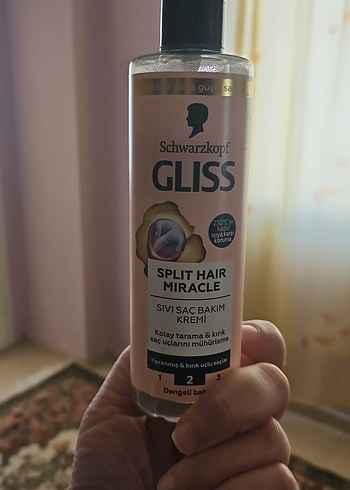 Schwarzkopf
GLISS
230°C'ye
kadar
ısıya karşı
koruma
SPLIT HAIR
MIRACLE
SIVI SAÇ BAKIM
KREMİ
Kolay tarama & kırık
saç uçlarını mühürleme
Yıpranmış & kırık uçlu saçlar
1 2 3
Dengeli